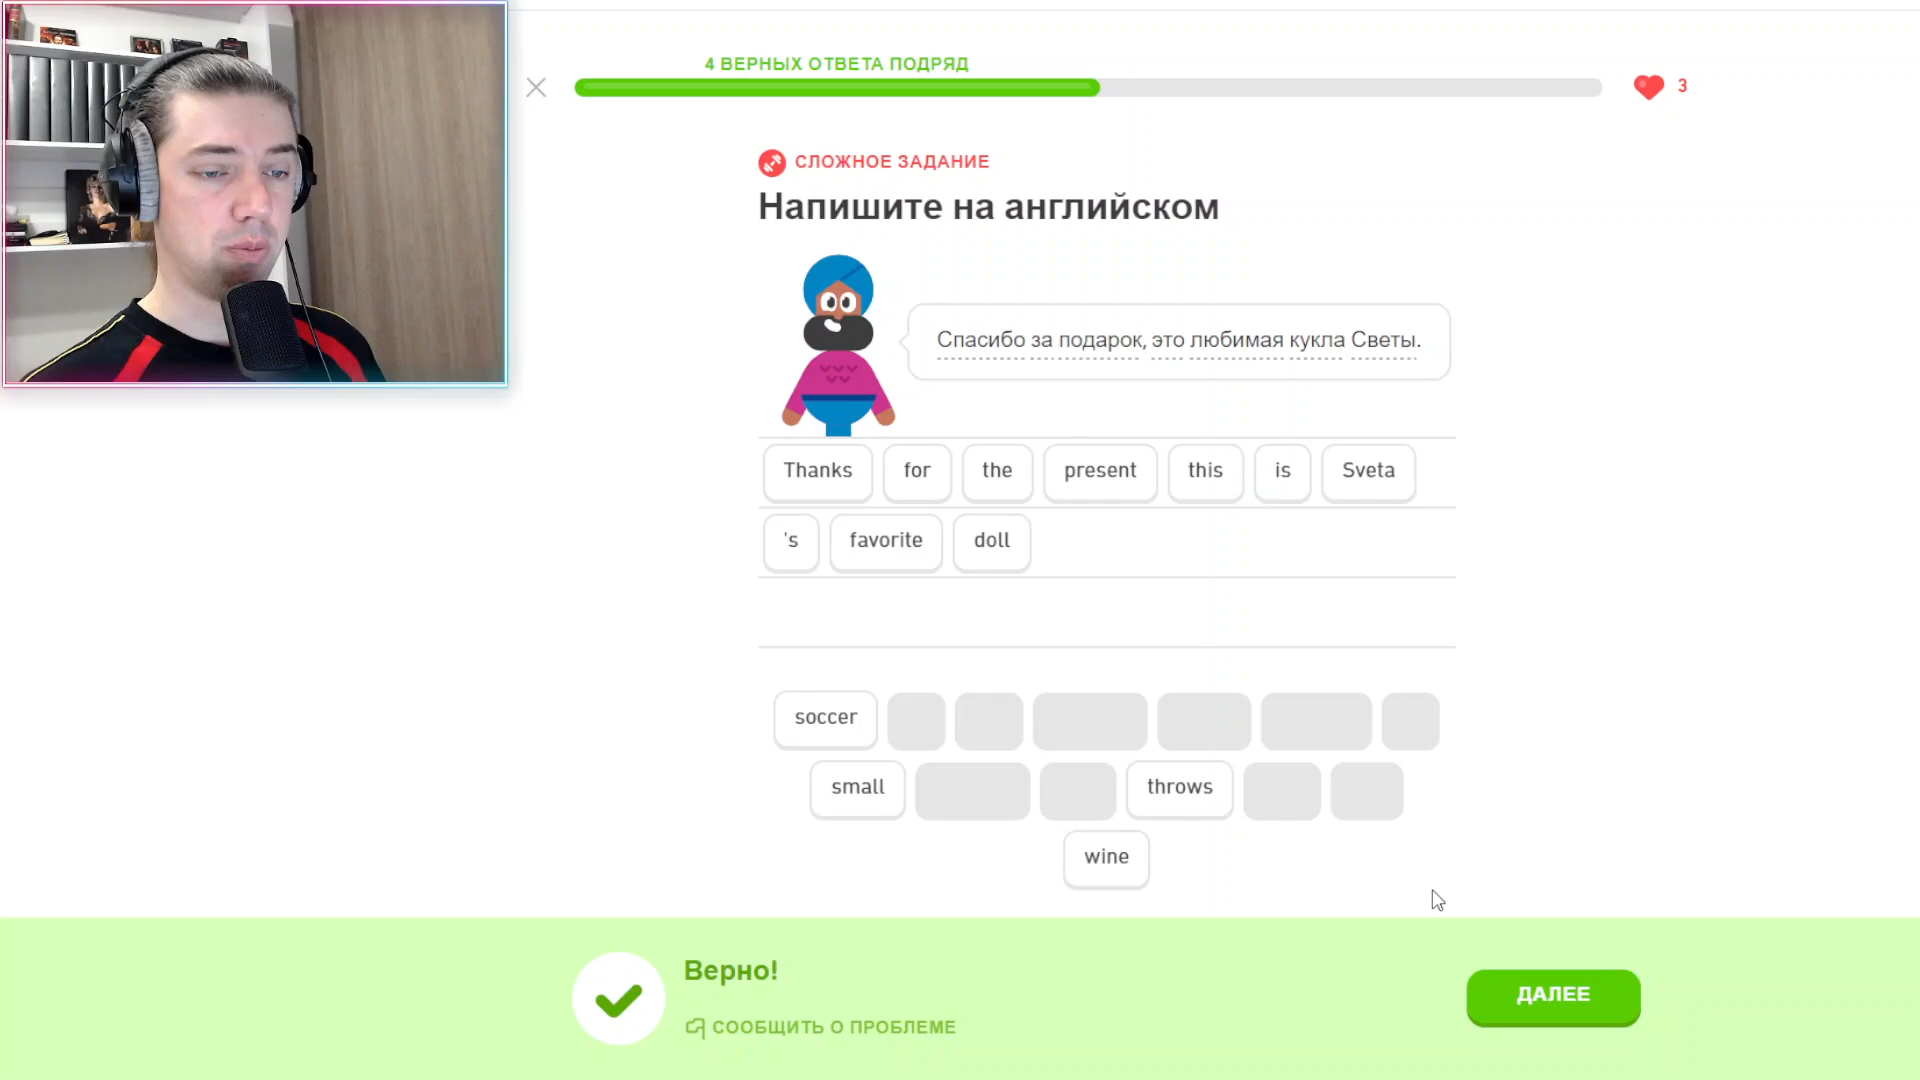 4 ВЕРНЫХ ОТВЕТА ПОДРЯД
3
СЛОЖНОЕ ЗАДАНИЕ
Напишите на английском
Спасибо за подарок, это любимая кукла Светы.
Thanks for the present this is Sveta
's favorite doll
soccer
small throws
wine
Верно!
СООБЩИТЬ О ПРОБЛЕМЕ
ДАЛЕЕ